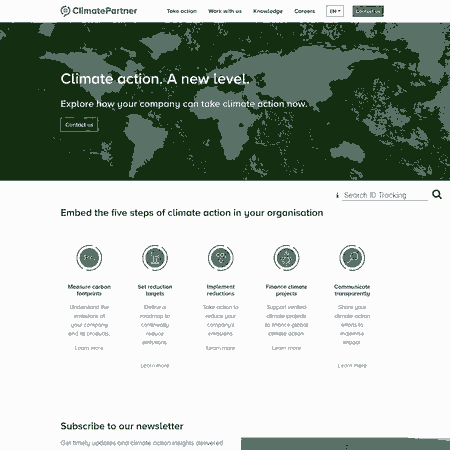 ClimatePartner
Take action Work with us Knowledge Careers EN Contact us
Climate action. A new level.
Explore how your company can take climate action now.
Contact us
Search ID Tracking
Embed the five steps of climate action in your organisation
Measure carbon
footprints
Understand the
emissions of
your company
and its products.
Learn more
Set reduction
targets
Define a
roadmap to
continually
reduce
emissions.
Learn more
Implement
reductions
Take action to
reduce your
company's
emissions.
Learn more
Finance climate
projects
Support verified
climate projects
to finance global
climate action.
Learn more
Communicate
transparently
Share your
climate action
efforts to
maximise
impact.
Learn more
Subscribe to our newsletter
Get timely updates and climate action insights delivered